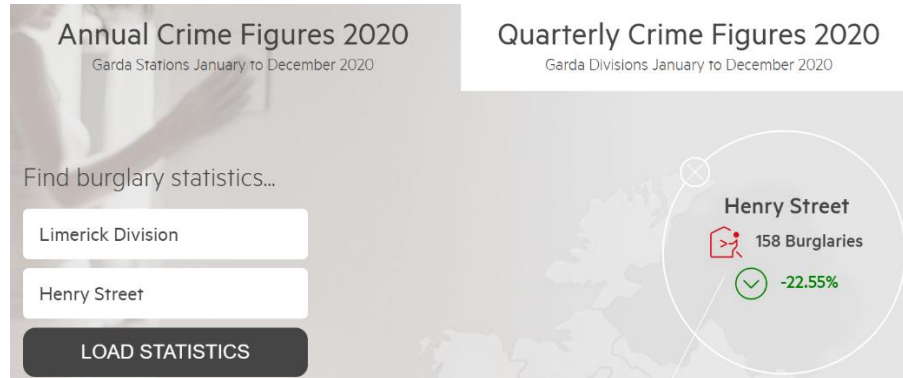 Annual Crime Figures 2020
Garda Stations January to December 2020
Quarterly Crime Figures 2020
Garda Divisions January to December 2020
Find burglary statistics...
Limerick Division
Henry Street
LOAD STATISTICS
Henry Street
158 Burglaries
-22.55%